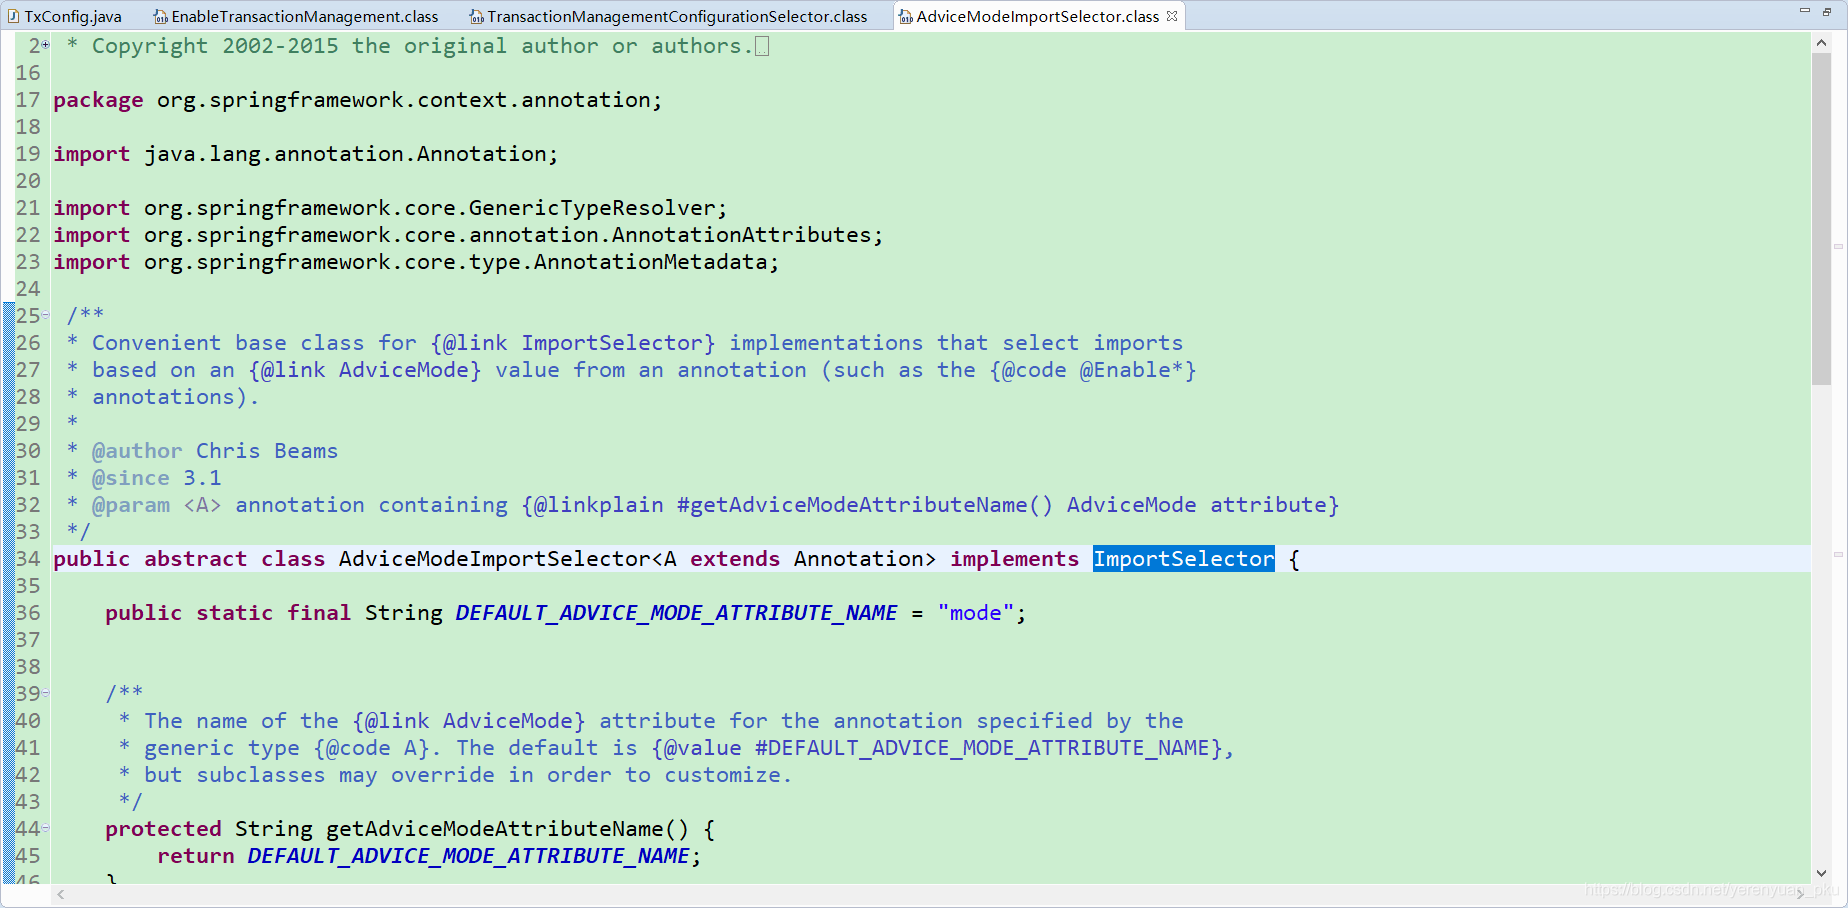 TxConfig.java EnableTransactionManagement.class TransactionManagementConfigurationSelector.class AdviceModeImportSelector.class
2 * Copyright 2002-2015 the original author or authors.
16
17 package org.springframework.context.annotation;
18
19 import java.lang.annotation.Annotation;
20
21 import org.springframework.core.GenericTypeResolver;
22 import org.springframework.core.annotation.AnnotationAttributes;
23 import org.springframework.core.type.AnnotationMetadata;
24
25 /**
26 * Convenient base class for {@link ImportSelector} implementations that select imports
27 * based on an {@link AdviceMode} value from an annotation (such as the {@code @Enable*}
28 * annotations).
29 *
30 * @author Chris Beams
31 * @since 3.1
32 * @param <A> annotation containing {@linkplain #getAdviceModeAttributeName() AdviceMode attribute}
33 */
34 public abstract class AdviceModeImportSelector<A extends Annotation> implements ImportSelector {
35
36 public static final String DEFAULT_ADVICE_MODE_ATTRIBUTE_NAME = "mode";
37
38
39 /**
40 * The name of the {@link AdviceMode} attribute for the annotation specified by the
41 * generic type {@code A}. The default is {@value #DEFAULT_ADVICE_MODE_ATTRIBUTE_NAME},
42 * but subclasses may override in order to customize.
43 */
44 protected String getAdviceModeAttributeName() {
45 return DEFAULT_ADVICE_MODE_ATTRIBUTE_NAME;
46 }
https://blog.csdn.net/yerenyuan_pku